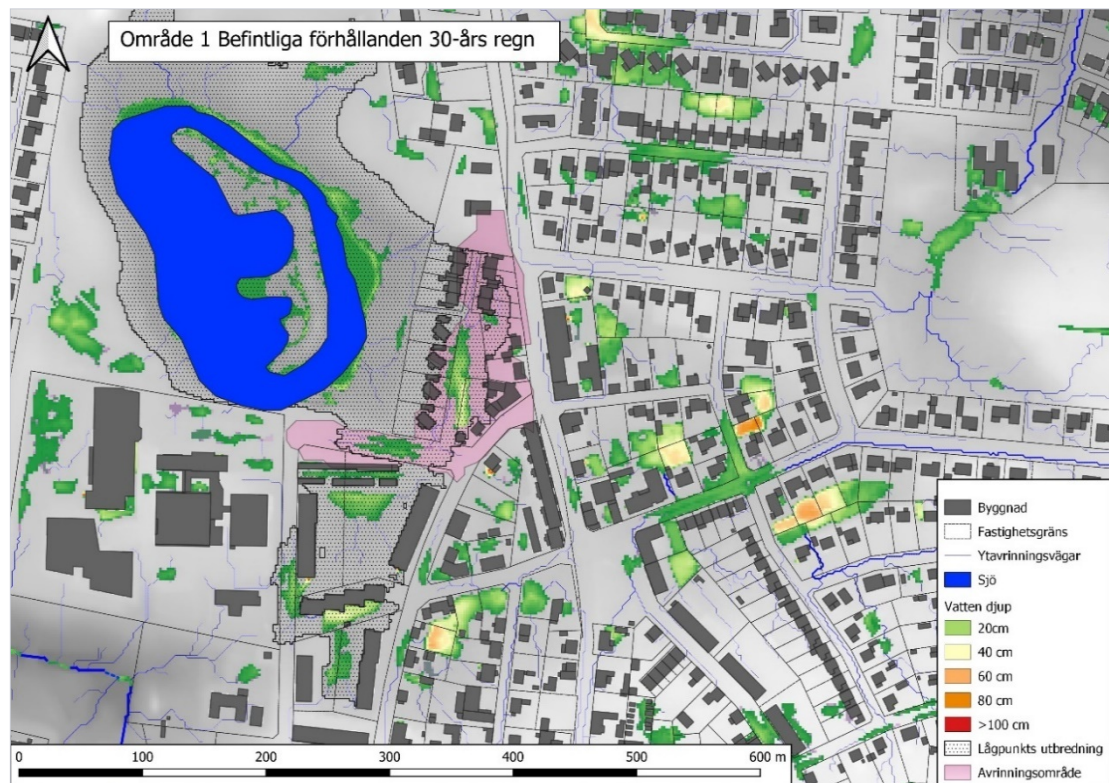 Område 1 Befintliga förhållanden 30-års regn
Byggnad
Fastighetsgräns
Ytavrinningsvägar
Sjö
Vatten djup
20cm
40 cm
60 cm
80 cm
>100 cm
Lågpunkts utbredning
Avrinningsområde
0 100 200 300 400 500 600 m